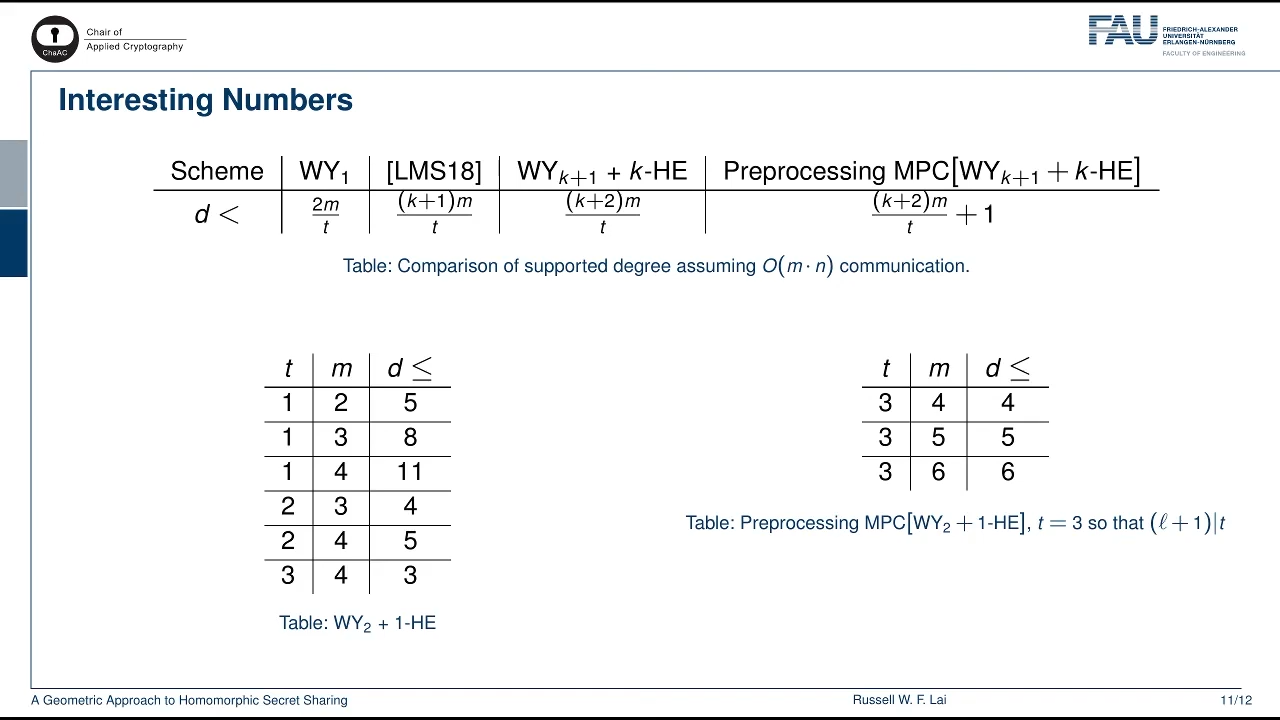 Chair of
Applied Cryptography
ChaAC
FAU
FRIEDRICH-ALEXANDER
UNIVERSITÄT
ERLANGEN-NÜRNBERG
FACULTY OF ENGINEERING
Interesting Numbers
Scheme | WY₁ | [LMS18] | WYₖ₊₁ + k-HE | Preprocessing MPC[WYₖ₊₁ + k-HE]
d < | 2m/t | (k+1)m/t | (k+2)m/t | (k+2)m/t + 1
Table: Comparison of supported degree assuming O(m · n) communication.
t | m | d ≤
1 | 2 | 5
1 | 3 | 8
1 | 4 | 11
2 | 3 | 4
2 | 4 | 5
3 | 4 | 3
Table: WY₂ + 1-HE
t | m | d ≤
3 | 4 | 4
3 | 5 | 5
3 | 6 | 6
Table: Preprocessing MPC[WY₂ + 1-HE], t = 3 so that (ℓ + 1)|t
A Geometric Approach to Homomorphic Secret Sharing
Russell W. F. Lai
11/12